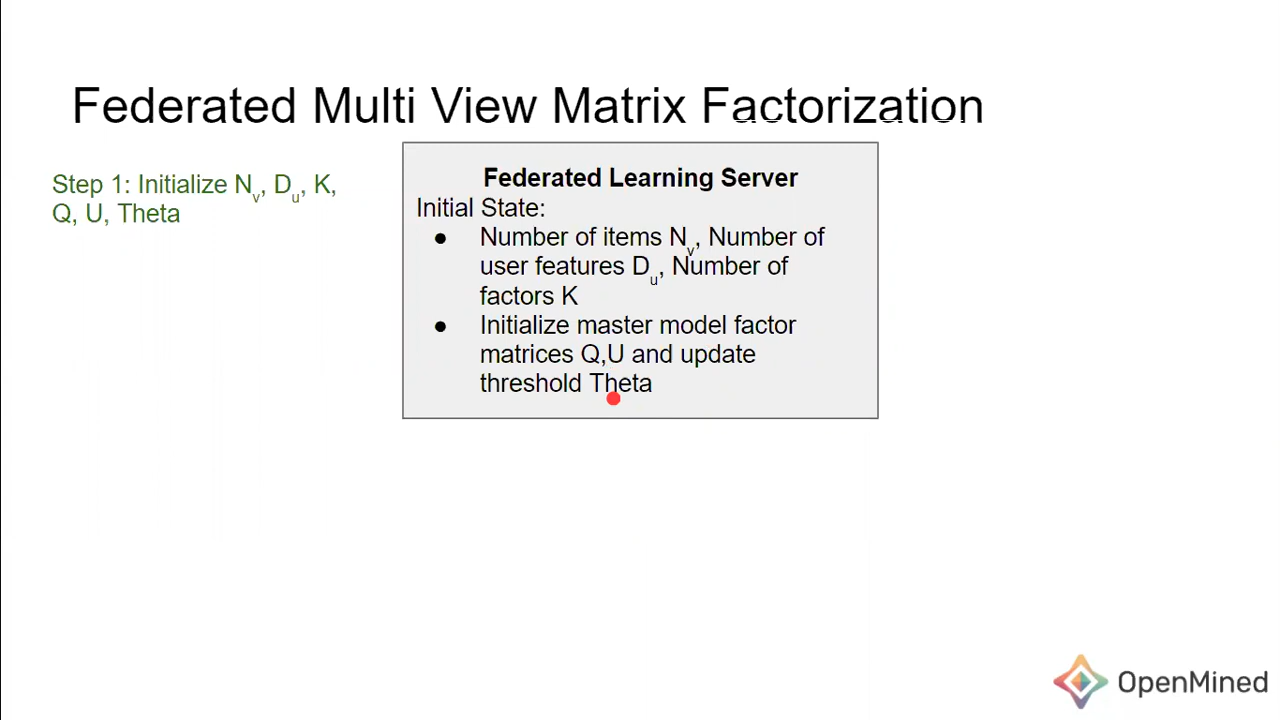 Federated Multi View Matrix Factorization
Step 1: Initialize Nv, Du, K,
Q, U, Theta
Federated Learning Server
Initial State:
● Number of items Nv, Number of
user features Du, Number of
factors K
● Initialize master model factor
matrices Q,U and update
threshold Theta
OpenMined